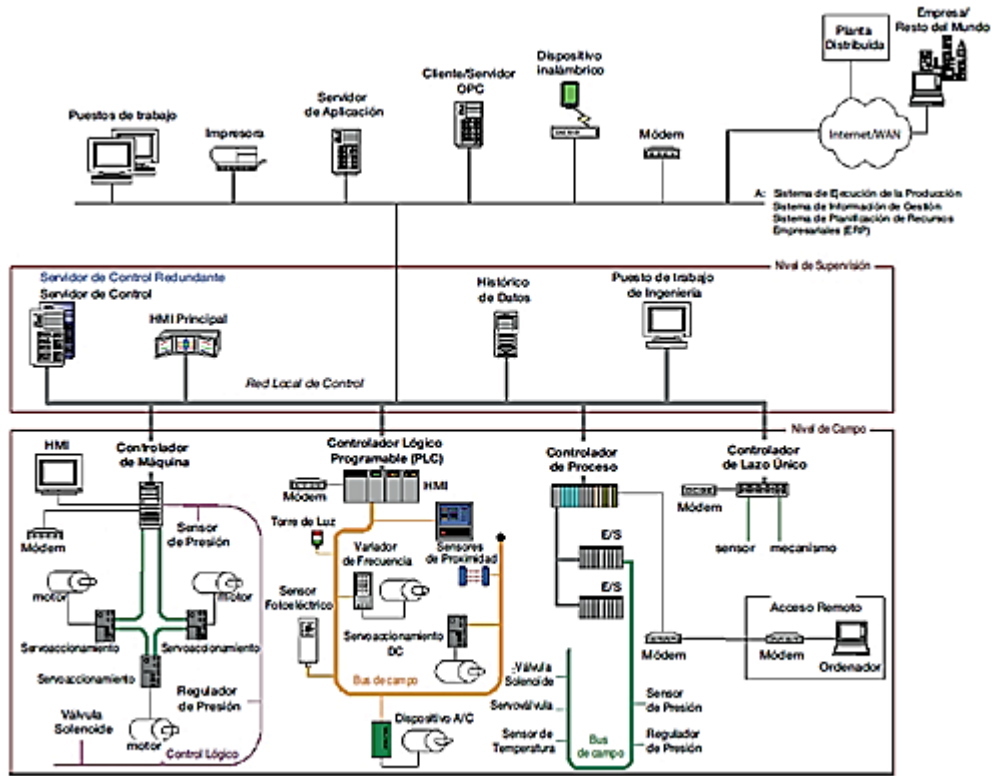 Empresa/
Resto del Mundo
Planta
Distribuida
Dispositivo
inalámbrico
Cliente/Servidor
OPC
Servidor
de Aplicación
Puestos de trabajo
Impresora
Módem
Internet/WAN
A: Sistema de Ejecución de la Producción
Sistema de Información de Gestión
Sistema de Planificación de Recursos
Empresariales (ERP)
Nivel de Supervisión
Servidor de Control Redundante
Servidor de Control
HMI Principal
Histórico
de Datos
Puesto de trabajo
de Ingeniería
Red Local de Control
Nivel de Campo
HMI
Controlador
de Máquina
Controlador Lógico
Programable (PLC)
Controlador
de Proceso
Controlador
de Lazo Único
Módem
HMI
Módem
Módem
Sensor
de Presión
Torre de Luz
Variador
de Frecuencia
Sensores
de Proximidad
E/S
sensor
mecanismo
motor
motor
Sensor
Fotoeléctrico
E/S
Acceso Remoto
Servoaccionamiento
Servoaccionamiento
Servoaccionamiento
DC
Módem
Módem
Ordenador
Servoaccionamiento
Bus de campo
Válvula
Solenoide
Regulador
de Presión
Servoválvula
Sensor
de Presión
Válvula
Solenoide
motor
Control Lógico
Dispositivo A/C
Sensor de
Temperatura
Bus
de campo
Regulador
de Presión